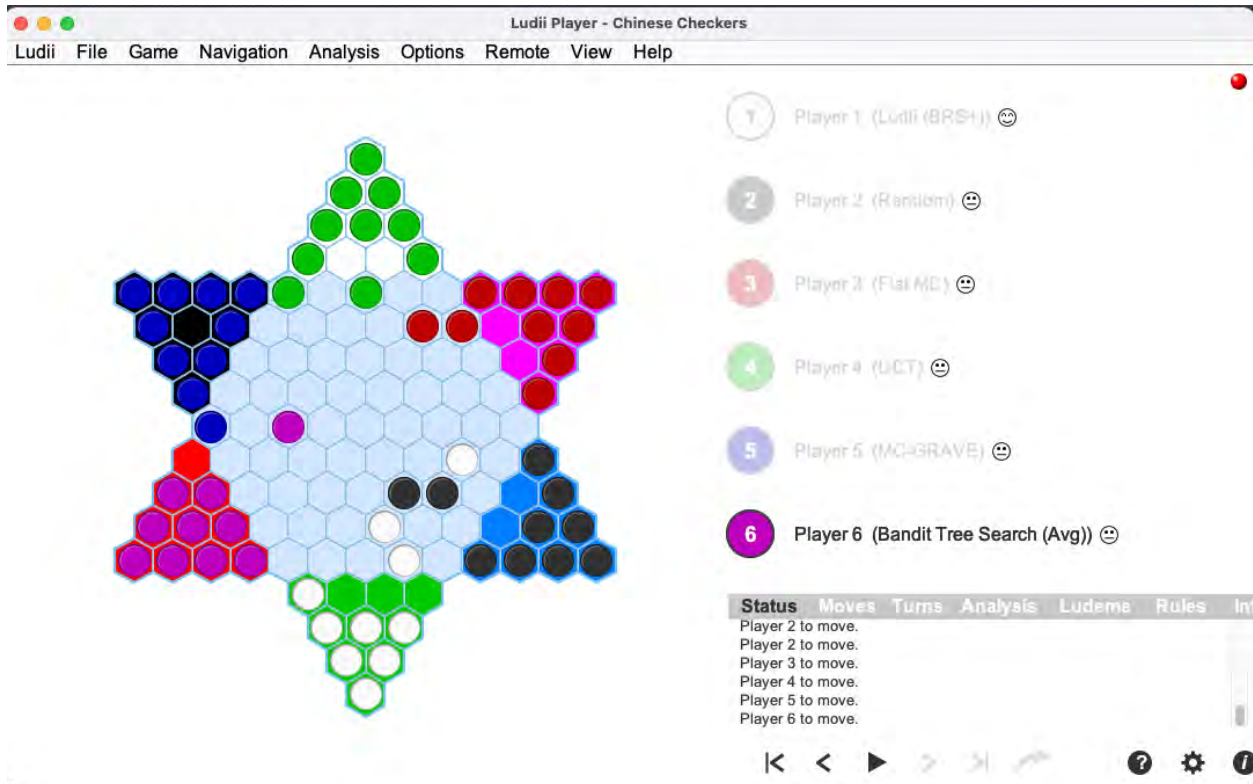 Ludii Player - Chinese Checkers
Ludii File Game Navigation Analysis Options Remote View Help
1 Player 1 (Ludii (BRS+))
2 Player 2 (Random)
3 Player 3 (Flat MC)
4 Player 4 (UCT)
5 Player 5 (MC-GRAVE)
6 Player 6 (Bandit Tree Search (Avg))
Status Moves Turns Analysis Ludeme Rules
Player 2 to move.
Player 2 to move.
Player 3 to move.
Player 4 to move.
Player 5 to move.
Player 6 to move.